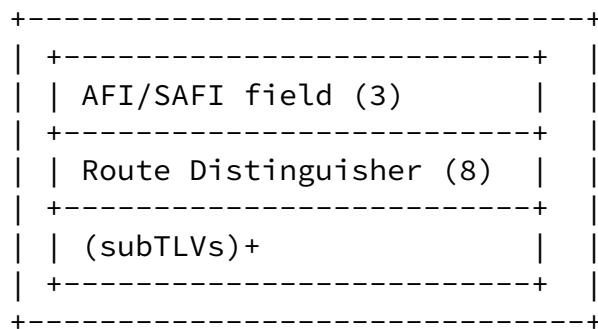 AFI/SAFI field (3)
Route Distinguisher (8)
(subTLVs)+